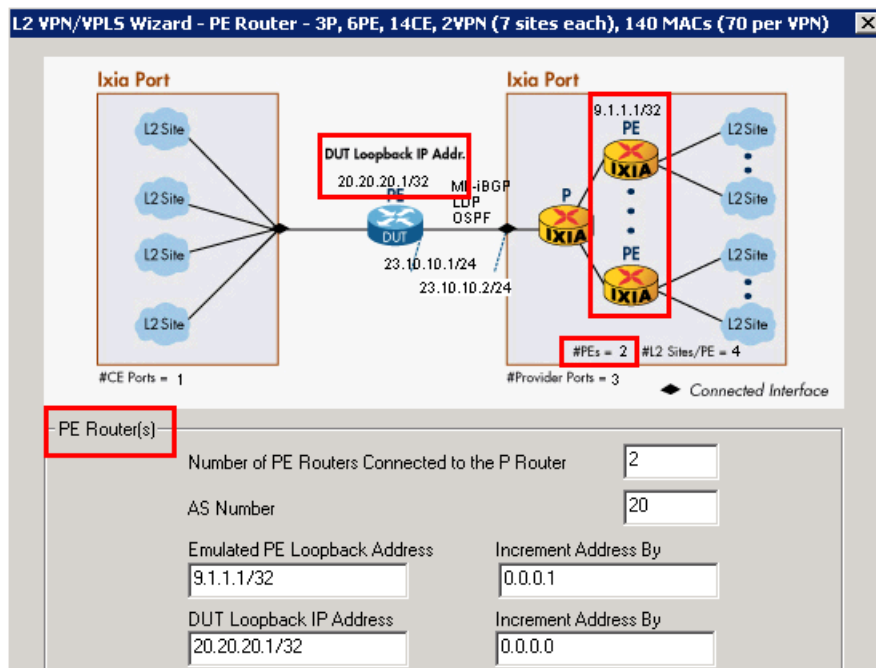 L2 VPN/VPLS Wizard - PE Router - 3P, 6PE, 14CE, 2VPN (7 sites each), 140 MACs (70 per VPN)
Ixia Port
Ixia Port
L2 Site
L2 Site
L2 Site
L2 Site
DUT Loopback IP Addr.
20.20.20.1/32
PE
DUT
MP-iBGP
LDP
OSPF
23.10.10.1/24
23.10.10.2/24
9.1.1.1/32
PE
IXIA
P
IXIA
PE
IXIA
L2 Site
L2 Site
L2 Site
L2 Site
#PEs = 2
#L2 Sites/PE = 4
#CE Ports = 1
#Provider Ports = 3
Connected Interface
PE Router(s)
Number of PE Routers Connected to the P Router
2
AS Number
20
Emulated PE Loopback Address
Increment Address By
9.1.1.1/32
0.0.0.1
DUT Loopback IP Address
Increment Address By
20.20.20.1/32
0.0.0.0